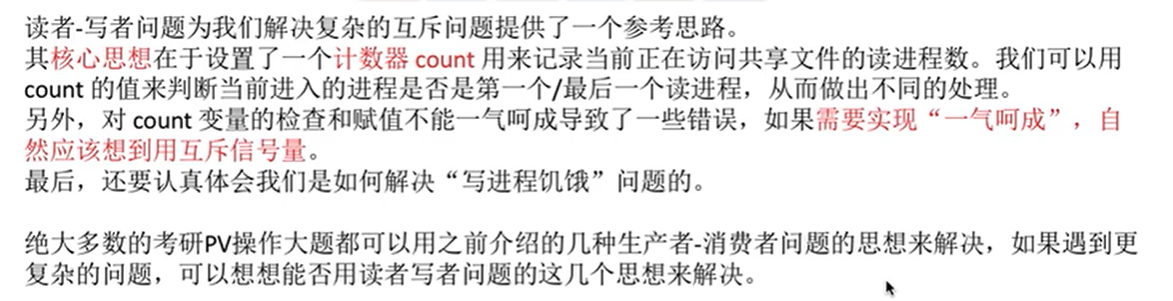 读者-写者问题为我们解决复杂的互斥问题提供了一个参考思路。
其核心思想在于设置了一个计数器 count 用来记录当前正在访问共享文件的读进程数。我们可以用
count 的值来判断当前进入的进程是否是第一个/最后一个读进程，从而做出不同的处理。
另外，对 count 变量的检查和赋值不能一气呵成导致了一些错误，如果需要实现“一气呵成”，自
然应该想到用互斥信号量。
最后，还要认真体会我们是如何解决“写进程饥饿”问题的。
绝大多数的考研PV操作大题都可以用之前介绍的几种生产者-消费者问题的思想来解决，如果遇到更
复杂的问题，可以想想能否用读者写者问题的这几个思想来解决。